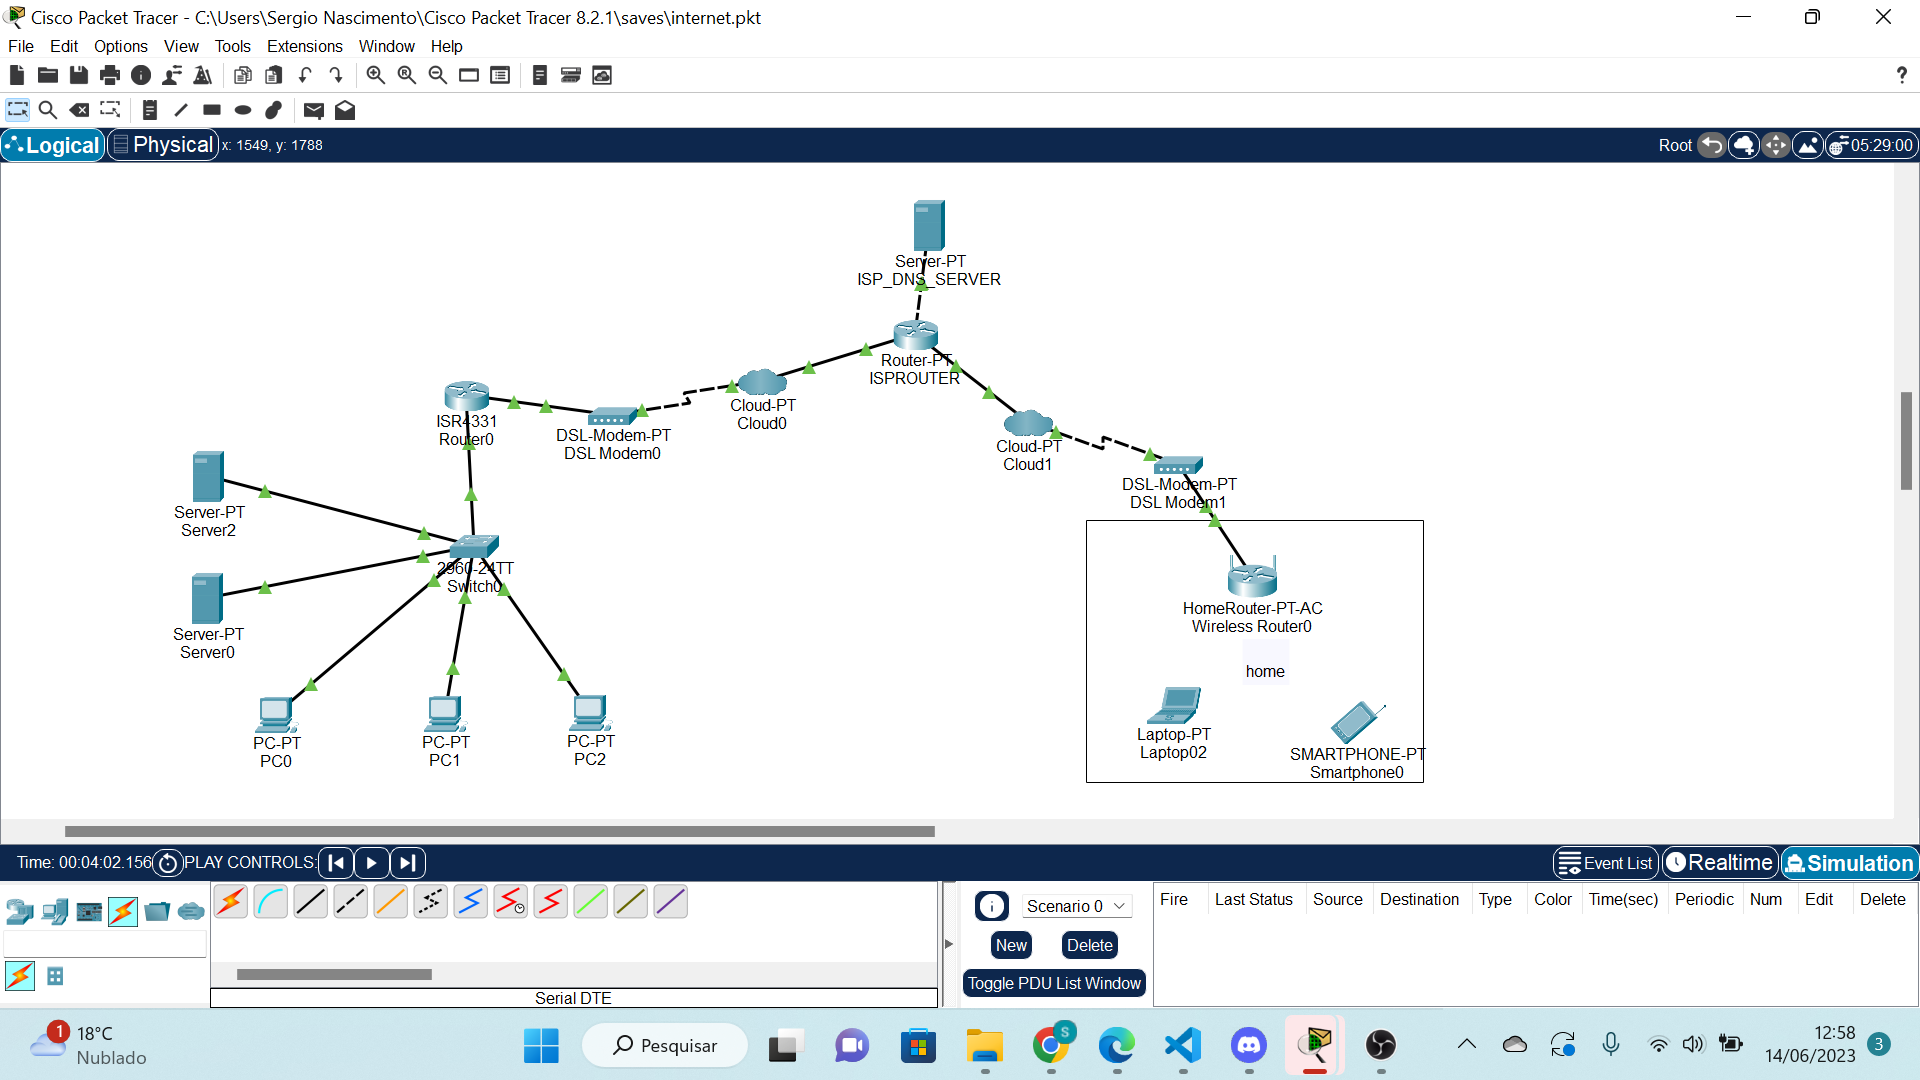 Cisco Packet Tracer - C:\Users\Sergio Nascimento\Cisco Packet Tracer 8.2.1\saves\internet.pkt
File Edit Options View Tools Extensions Window Help
?
Logical Physical x: 1549, y: 1788 Root 05:29:00
Server-PT
ISP_DNS_SERVER
Router-PT
ISPROUTER
Cloud-PT
Cloud0
ISR4331
Router0
DSL-Modem-PT
DSL Modem0
Cloud-PT
Cloud1
DSL-Modem-PT
DSL Modem1
Server-PT
Server2
2960-24TT
Switch0
Server-PT
Server0
HomeRouter-PT-AC
Wireless Router0
home
PC-PT
PC0
PC-PT
PC1
PC-PT
PC2
Laptop-PT
Laptop02
SMARTPHONE-PT
Smartphone0
Time: 00:04:02.156 PLAY CONTROLS: Event List Realtime Simulation
Scenario 0
New Delete
Toggle PDU List Window
Fire Last Status Source Destination Type Color Time(sec) Periodic Num Edit Delete
Serial DTE
1
18°C
Nublado
Pesquisar
S
12:58
14/06/2023
3